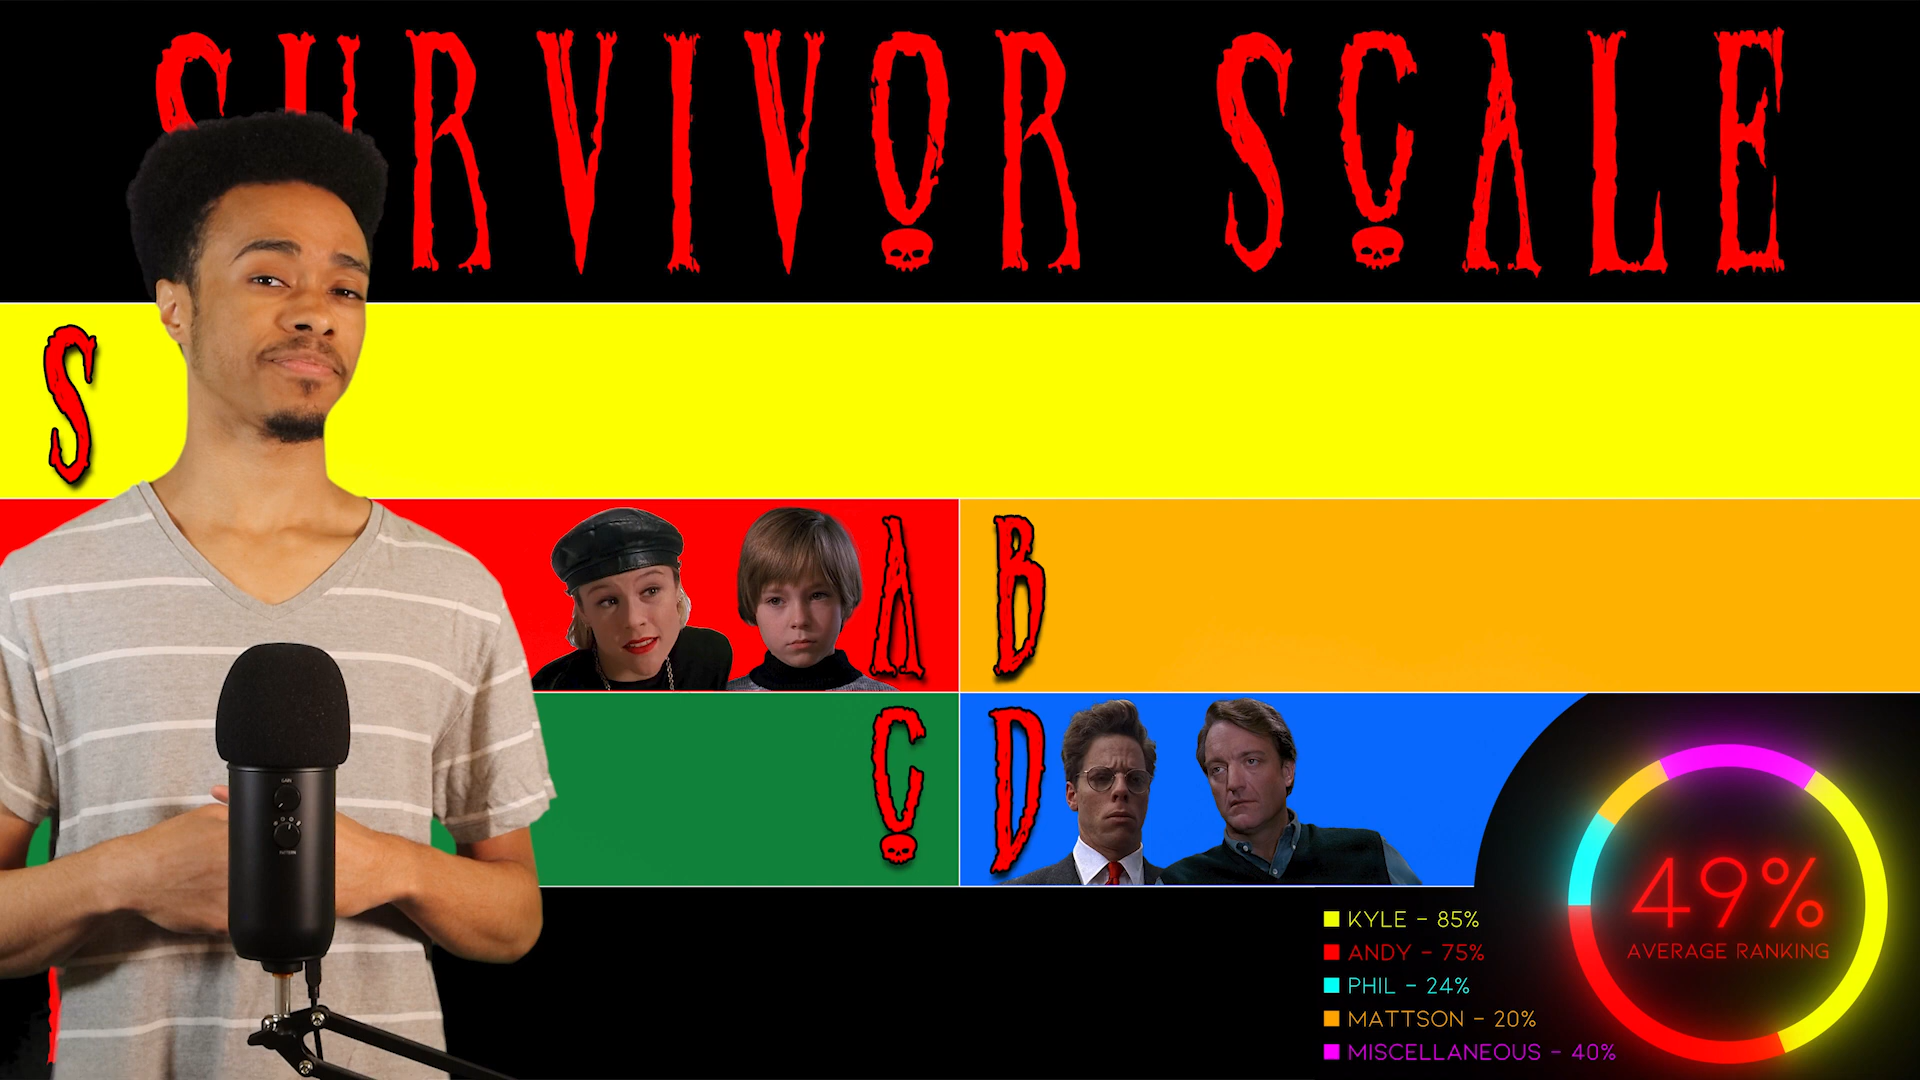 SURVIVOR SCALE
S
A
B
C
D
49%
AVERAGE RANKING
KYLE - 85%
ANDY - 75%
PHIL - 24%
MATTSON - 20%
MISCELLANEOUS - 40%